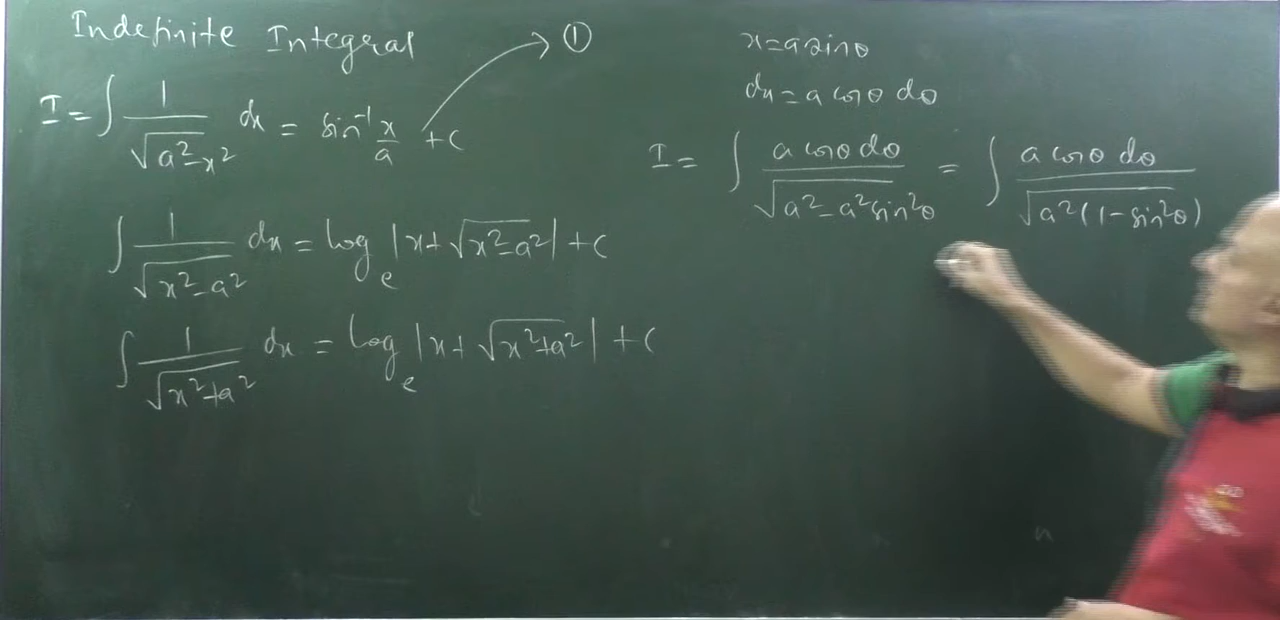 Indefinite Integral → ①
I = ∫ 1/√(a²-x²) dx = sin⁻¹ x/a + C
∫ 1/√(x²-a²) dx = log_e |x+√(x²-a²)| + C
∫ 1/√(x²+a²) dx = log_e |x+√(x²+a²)| + C
x = a sinθ
dx = a cosθ dθ
I = ∫ a cosθ dθ/√(a²-a²sin²θ) = ∫ a cosθ dθ/√(a²(1-sin²θ))